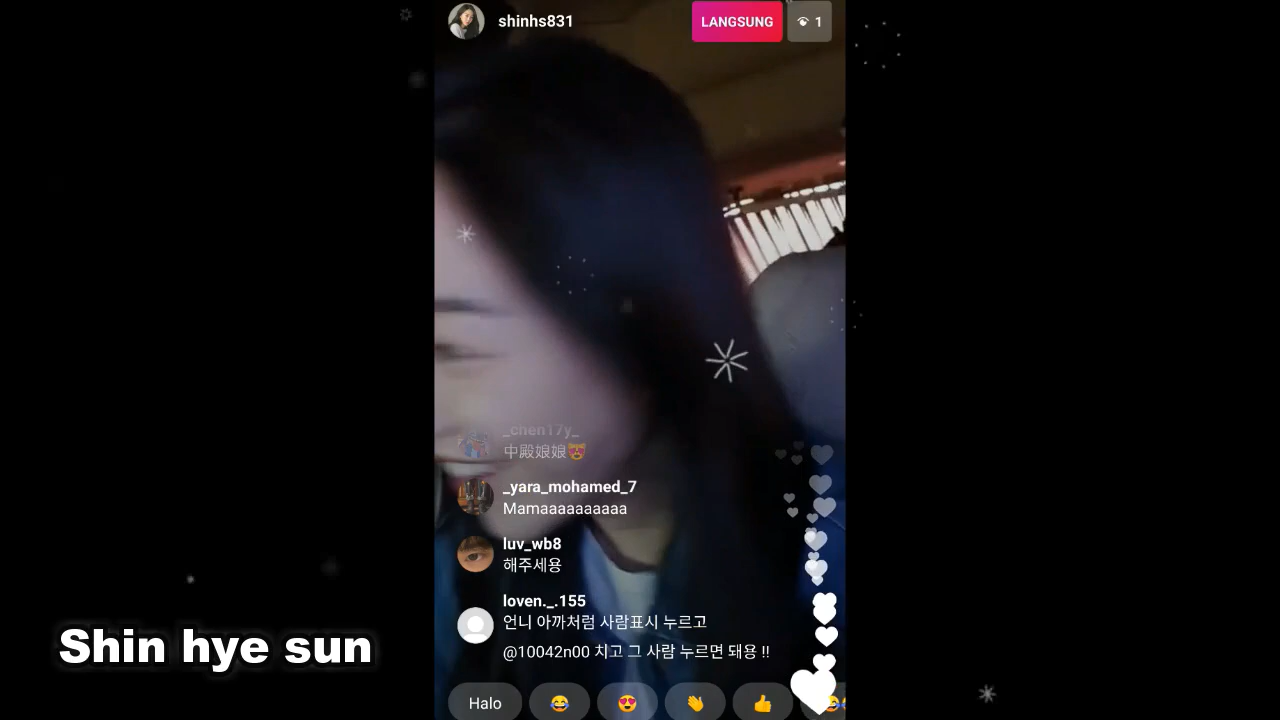 shinhs831
LANGSUNG
1
_chen17y_
中殿娘娘😻
_yara_mohamed_7
Mamaaaaaaaaaa
luv_wb8
해주세용
loven._.155
언니 아까처럼 사람표시 누르고
@10042n00 치고 그 사람 누르면 돼용 !!
Shin hye sun
Halo